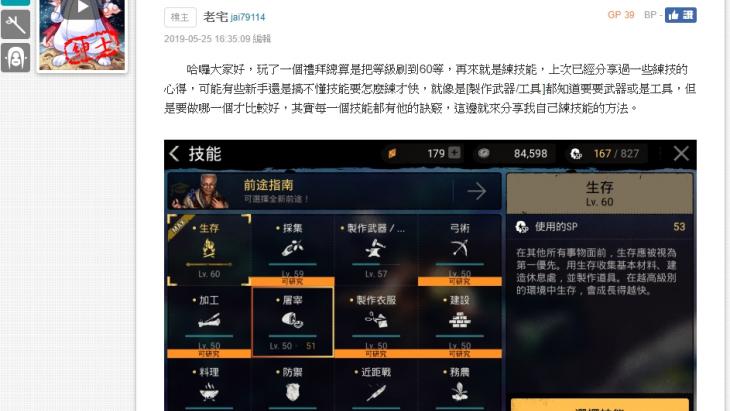 樓主 老宅 jai79114 GP 39 BP - 讚
2019-05-25 16:35:09 編輯
哈囉大家好，玩了一個禮拜總算是把等級刷到60等，再來就是練技能，上次已經分享過一些練技的
心得，可能有些新手還是搞不懂技能要怎麼練才快，就像是[製作武器/工具]都知道要要武器或是工具，但
是要做哪一個才比較好，其實每一個技能都有他的訣竅，這邊就來分享我自己練技能的方法。
技能 179 84,598 167 / 827
前途指南
可選擇全新前途！
生存
Lv. 60
使用的SP 53
在其他所有事物面前，生存應被視為
第一優先。用生存收集基本材料、建
造休息處，並製作道具。在越高級別
的環境中生存，會成長得越快。
MAX
生存 採集 製作武器 / ... 弓術
Lv. 60 Lv. 59 Lv. 57 Lv. 50
可研究 可研究
加工 屠宰 製作衣服 建設
Lv. 50 Lv. 50 51 Lv. 50 Lv. 50
可研究 可研究 可研究
料理 防禦 近距戰 務農